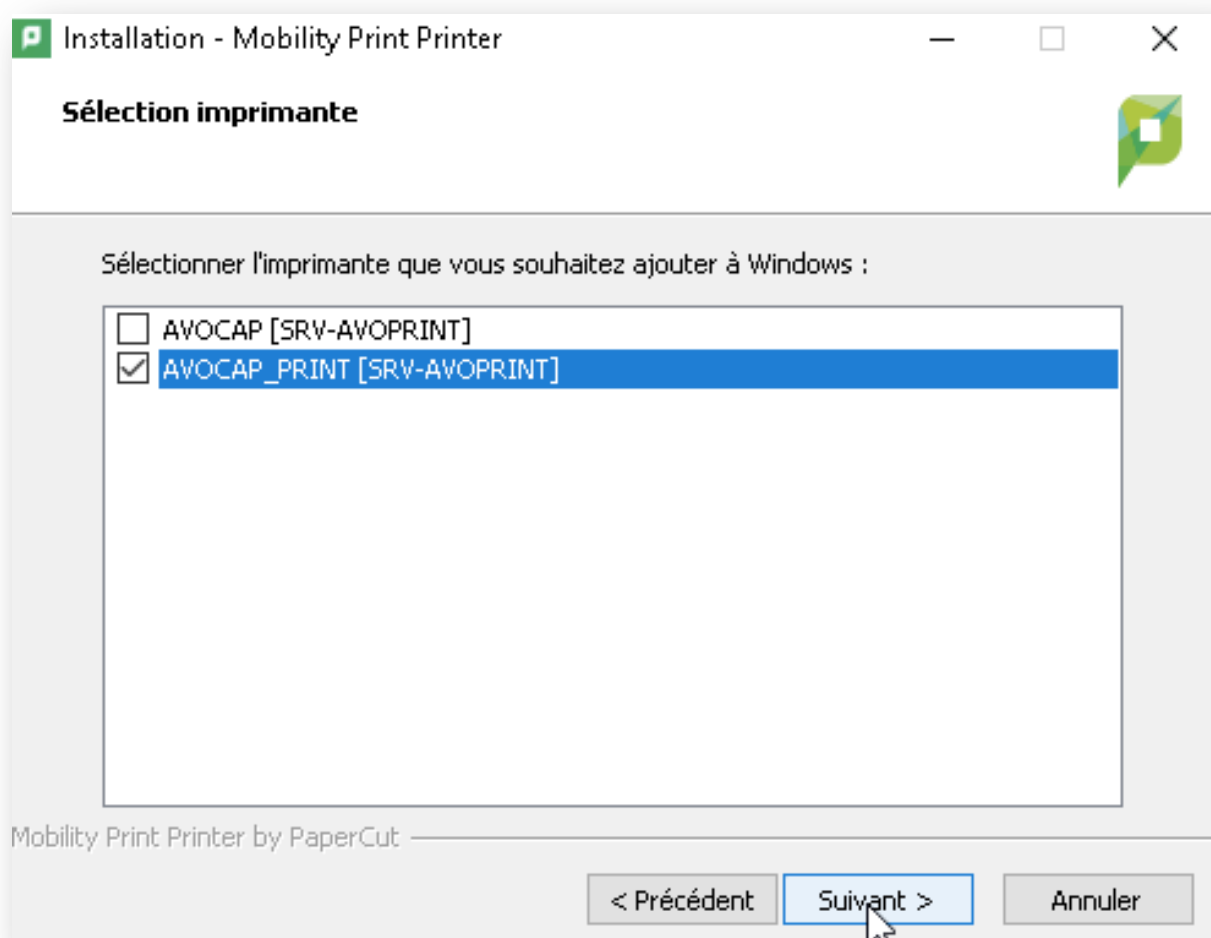 Installation - Mobility Print Printer
Sélection imprimante
Sélectionner l'imprimante que vous souhaitez ajouter à Windows :
AVOCAP [SRV-AVOPRINT]
AVOCAP_PRINT [SRV-AVOPRINT]
Mobility Print Printer by PaperCut
< Précédent Suivant > Annuler